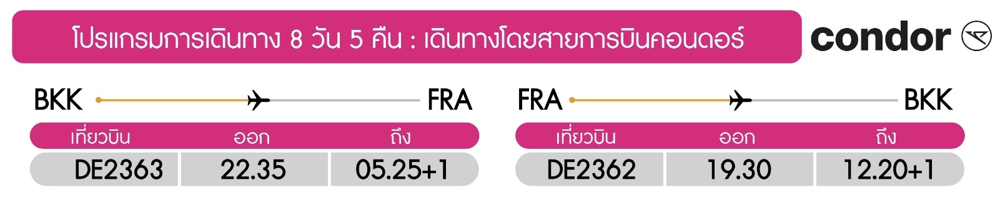 โปรแกรมการเดินทาง 8 วัน 5 คืน : เดินทางโดยสายการบินคอนดอร์
condor
BKK FRA
เที่ยวบิน ออก ถึง
DE2363 22.35 05.25+1
FRA BKK
เที่ยวบิน ออก ถึง
DE2362 19.30 12.20+1